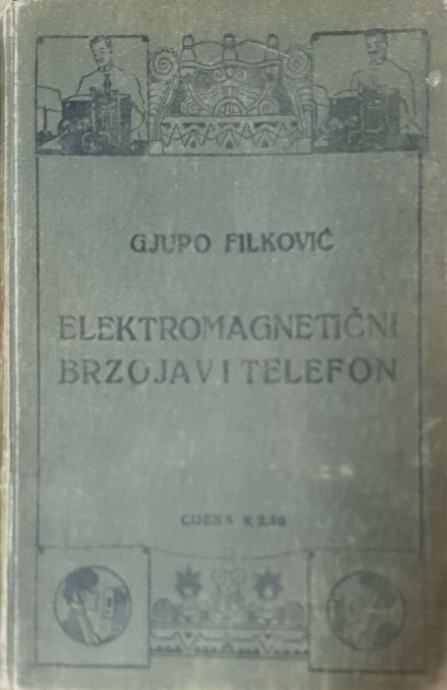 GJURO FILKOVIĆ
ELEKTROMAGNETIČNI
BRZOJAV I TELEFON
CIJENA K 2,50